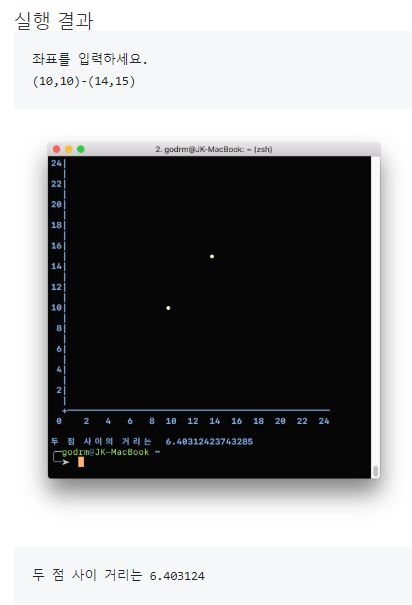 실행 결과
좌표를 입력하세요.
(10,10)-(14,15)
2. godrm@JK-MacBook: ~ (zsh)
24|
22|
20|
18|
16|
14|
12|
10|
8|
6|
4|
2|
0 2 4 6 8 10 12 14 16 18 20 22 24
두 점 사이의 거리는 6.40312423743285
godrm@JK-MacBook ~
두 점 사이 거리는 6.403124